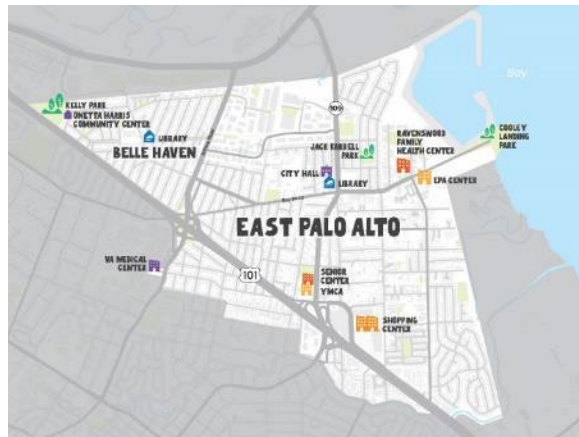 Bay
KELLY PARK
ONETTA HARRIS
COMMUNITY CENTER
LIBRARY
BELLE HAVEN
109
COOLEY
LANDING
PARK
RAVENSWOOD
FAMILY
HEALTH CENTER
JACK FARRELL
PARK
CITY HALL
LIBRARY
EPA CENTER
EAST PALO ALTO
VA MEDICAL
CENTER
101
SENIOR
CENTER
YMCA
SHOPPING
CENTER